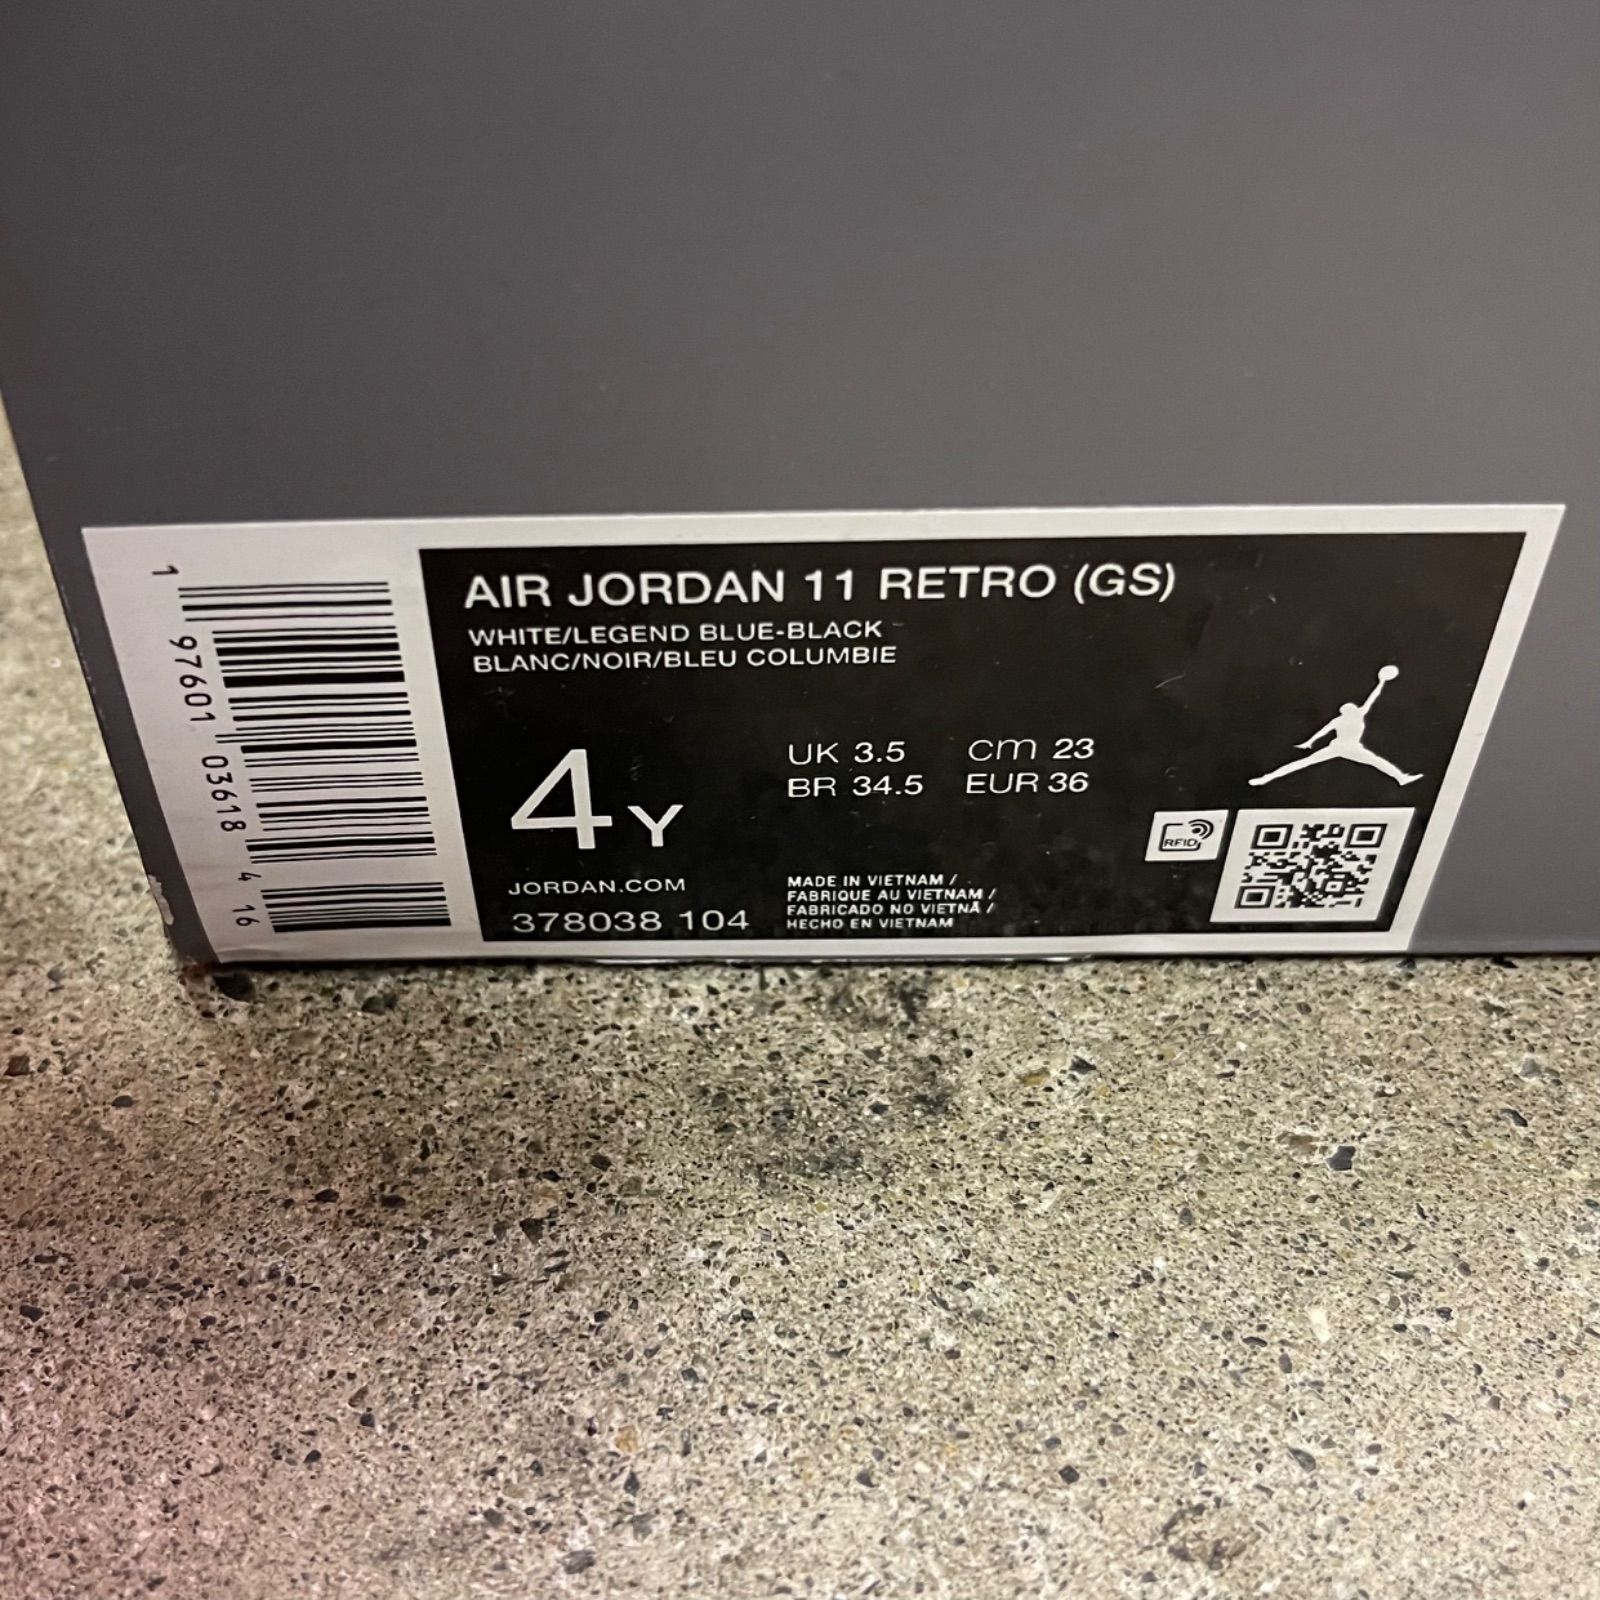 1 97601 03618 4 16
AIR JORDAN 11 RETRO (GS)
WHITE/LEGEND BLUE-BLACK
BLANC/NOIR/BLEU COLUMBIE
4Y
UK 3.5 cm 23
BR 34.5 EUR 36
JORDAN.COM
378038 104
MADE IN VIETNAM /
FABRIQUE AU VIETNAM /
FABRICADO NO VIETNÃ /
HECHO EN VIETNAM
RFID